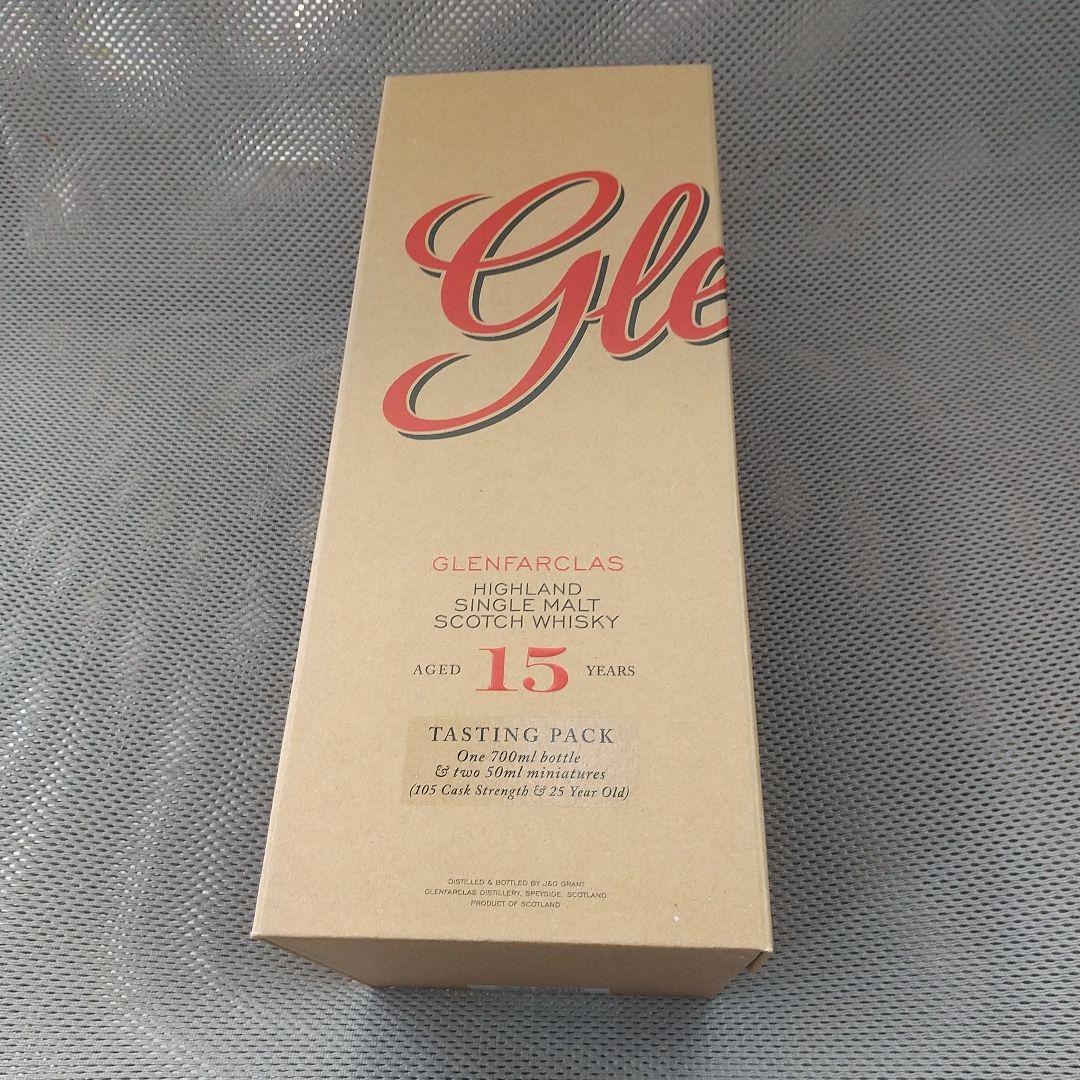 Gle
GLENFARCLAS
HIGHLAND
SINGLE MALT
SCOTCH WHISKY
AGED 15 YEARS
TASTING PACK
One 700ml bottle
& two 50ml miniatures
(105 Cask Strength & 25 Year Old)
DISTILLED & BOTTLED BY J&G GRANT
GLENFARCLAS DISTILLERY, SPEYSIDE, SCOTLAND
PRODUCT OF SCOTLAND